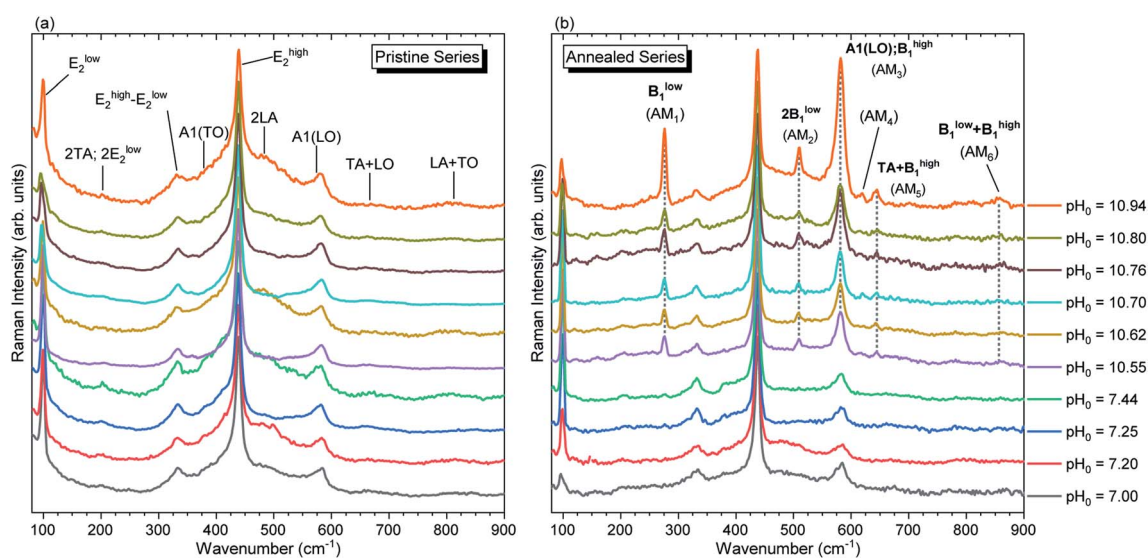 (a)
Pristine Series
E₂ˡᵒʷ
E₂ʰⁱᵍʰ
E₂ʰⁱᵍʰ-E₂ˡᵒʷ
A1(TO)
2LA
2TA; 2E₂ˡᵒʷ
A1(LO)
TA+LO
LA+TO
Raman Intensity (arb. units)
100 200 300 400 500 600 700 800 900
Wavenumber (cm⁻¹)
(b)
Annealed Series
A1(LO);B₁ʰⁱᵍʰ
(AM₃)
B₁ˡᵒʷ
(AM₁)
2B₁ˡᵒʷ
(AM₂)
(AM₄)
TA+B₁ʰⁱᵍʰ
(AM₅)
B₁ˡᵒʷ+B₁ʰⁱᵍʰ
(AM₆)
Raman Intensity (arb. units)
100 200 300 400 500 600 700 800 900
Wavenumber (cm⁻¹)
pH₀ = 10.94
pH₀ = 10.80
pH₀ = 10.76
pH₀ = 10.70
pH₀ = 10.62
pH₀ = 10.55
pH₀ = 7.44
pH₀ = 7.25
pH₀ = 7.20
pH₀ = 7.00